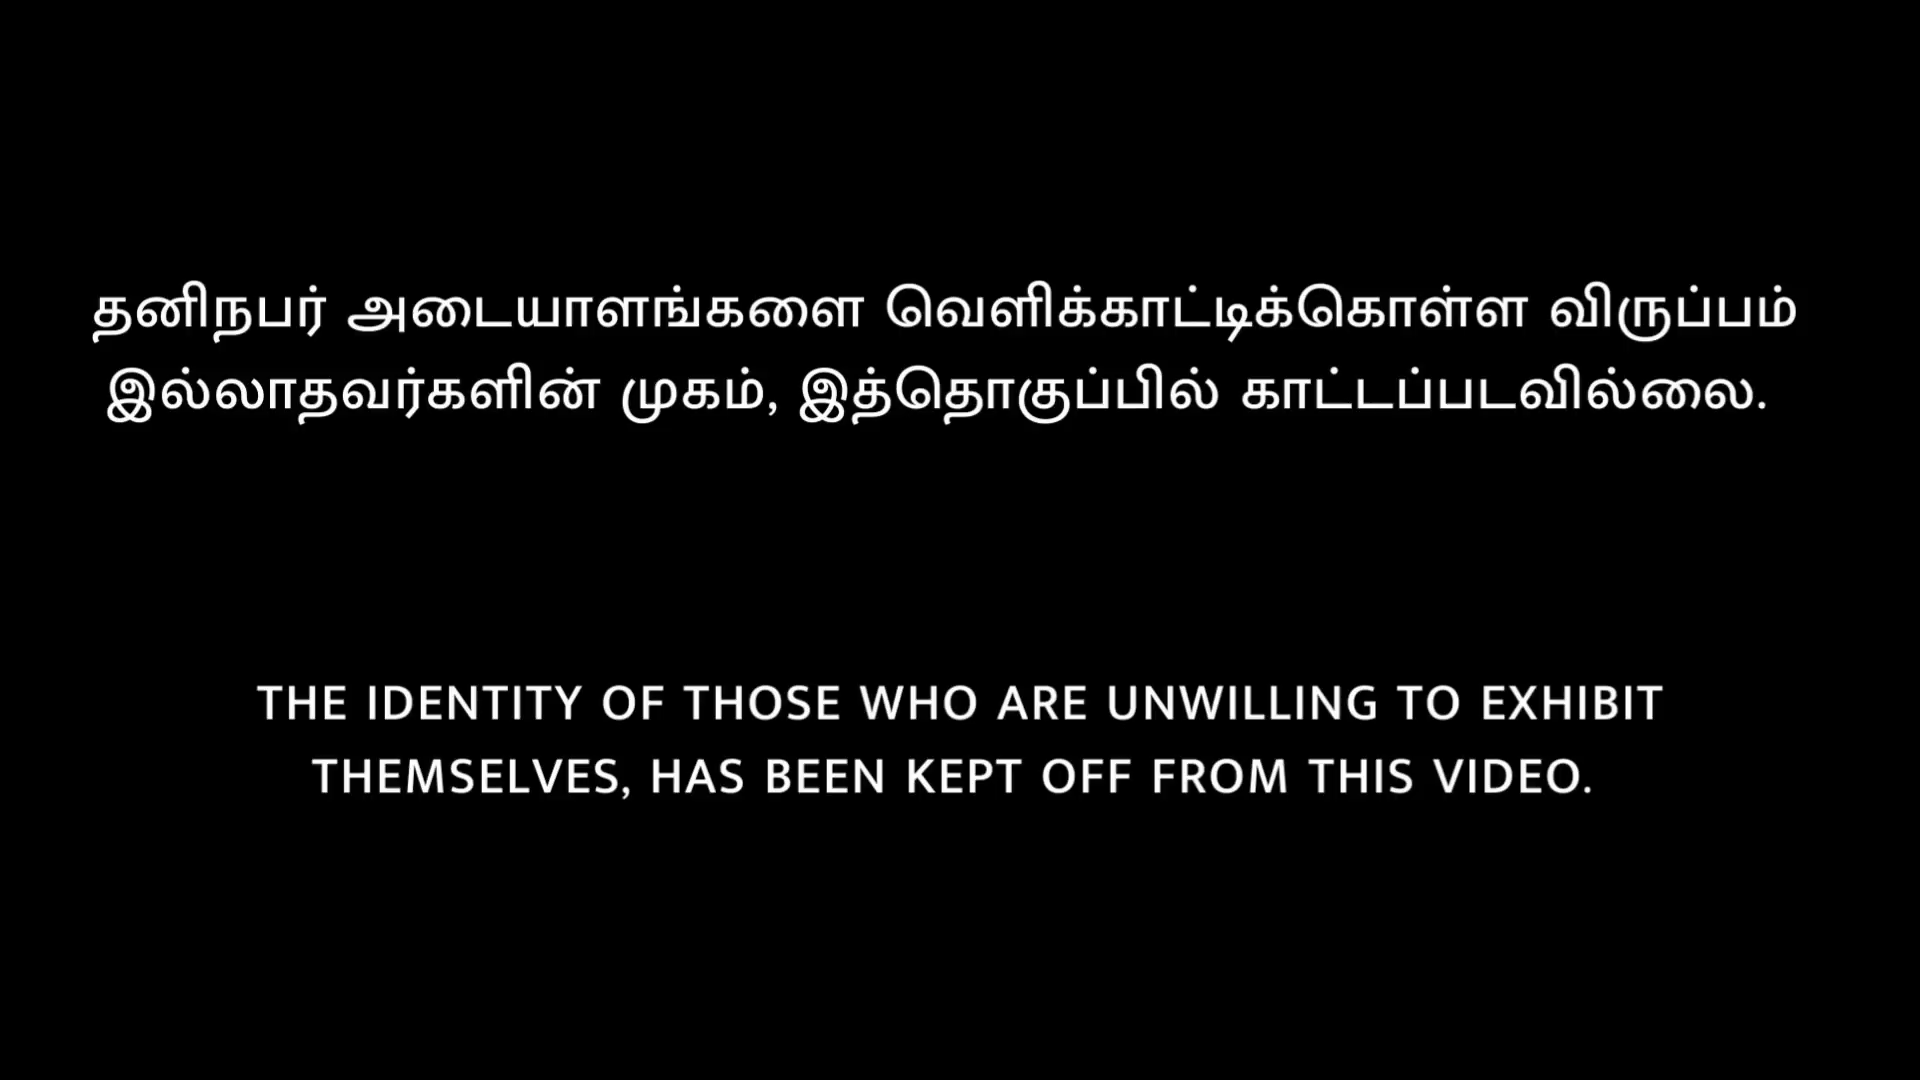 தனிநபர் அடையாளங்களை வெளிக்காட்டிக்கொள்ள விருப்பம்
இல்லாதவர்களின் முகம், இத்தொகுப்பில் காட்டப்படவில்லை.
THE IDENTITY OF THOSE WHO ARE UNWILLING TO EXHIBIT
THEMSELVES, HAS BEEN KEPT OFF FROM THIS VIDEO.